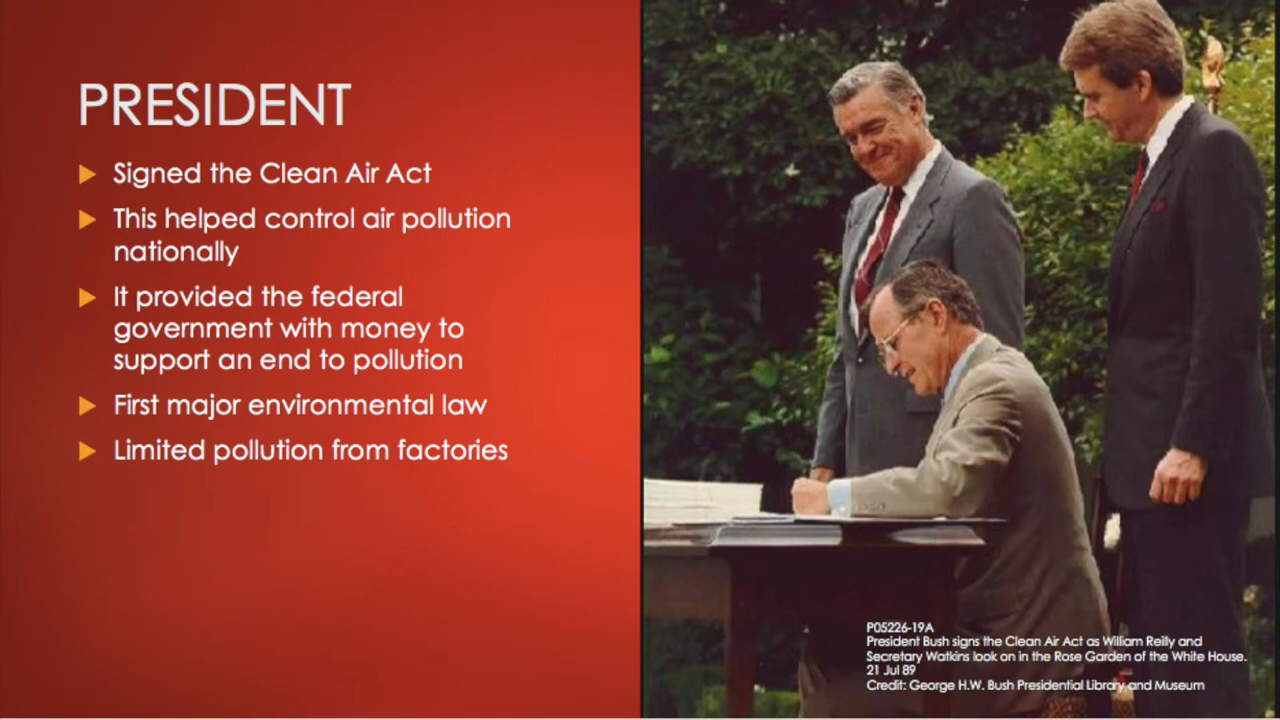 PRESIDENT
Signed the Clean Air Act
This helped control air pollution
nationally
It provided the federal
government with money to
support an end to pollution
First major environmental law
Limited pollution from factories
P05226-19A
President Bush signs the Clean Air Act as William Reilly and
Secretary Watkins look on in the Rose Garden of the White House.
21 Jul 89
Credit: George H.W. Bush Presidential Library and Museum